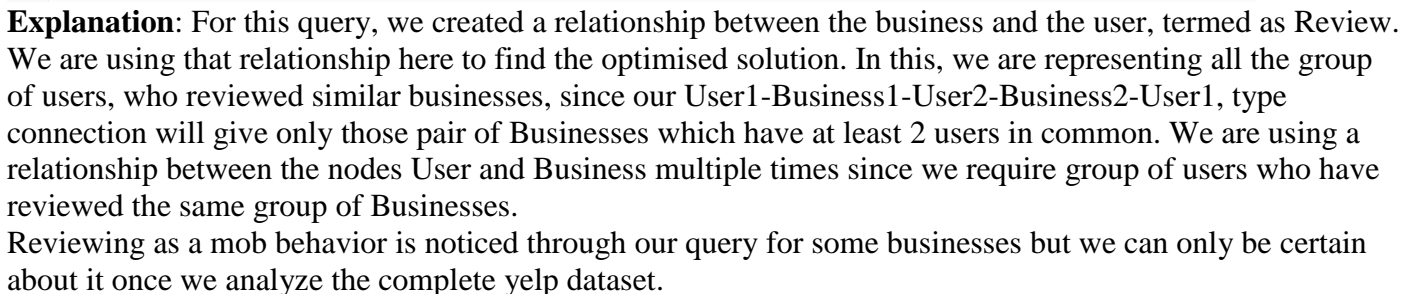 Explanation: For this query, we created a relationship between the business and the user, termed as Review.
We are using that relationship here to find the optimised solution. In this, we are representing all the group
of users, who reviewed similar businesses, since our User1-Business1-User2-Business2-User1, type
connection will give only those pair of Businesses which have at least 2 users in common. We are using a
relationship between the nodes User and Business multiple times since we require group of users who have
reviewed the same group of Businesses.
Reviewing as a mob behavior is noticed through our query for some businesses but we can only be certain
about it once we analyze the complete yelp dataset.